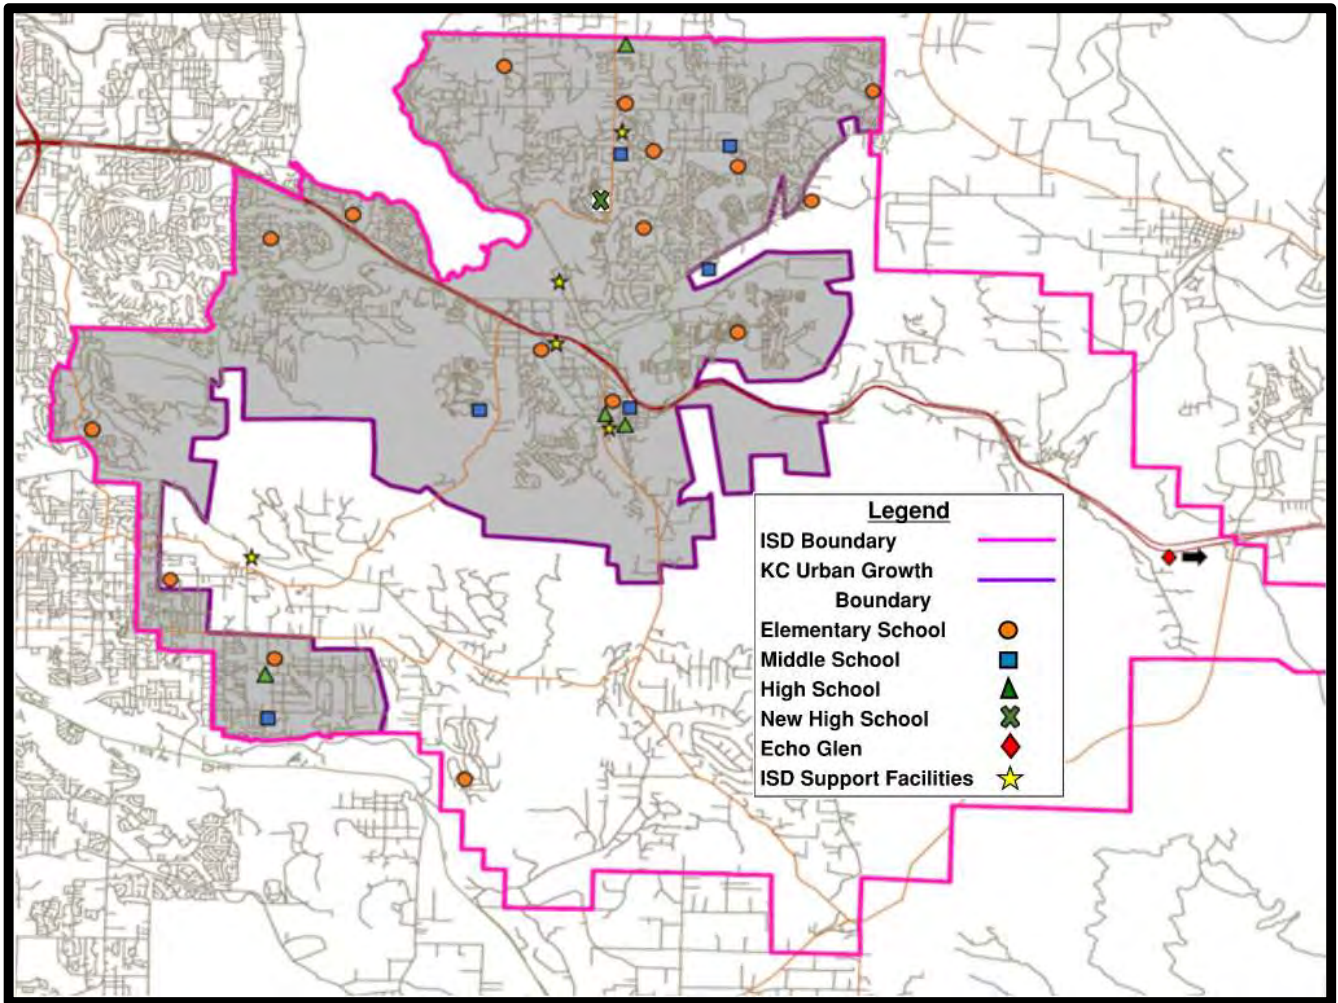 Legend
ISD Boundary
KC Urban Growth
Boundary
Elementary School
Middle School
High School
New High School
Echo Glen
ISD Support Facilities